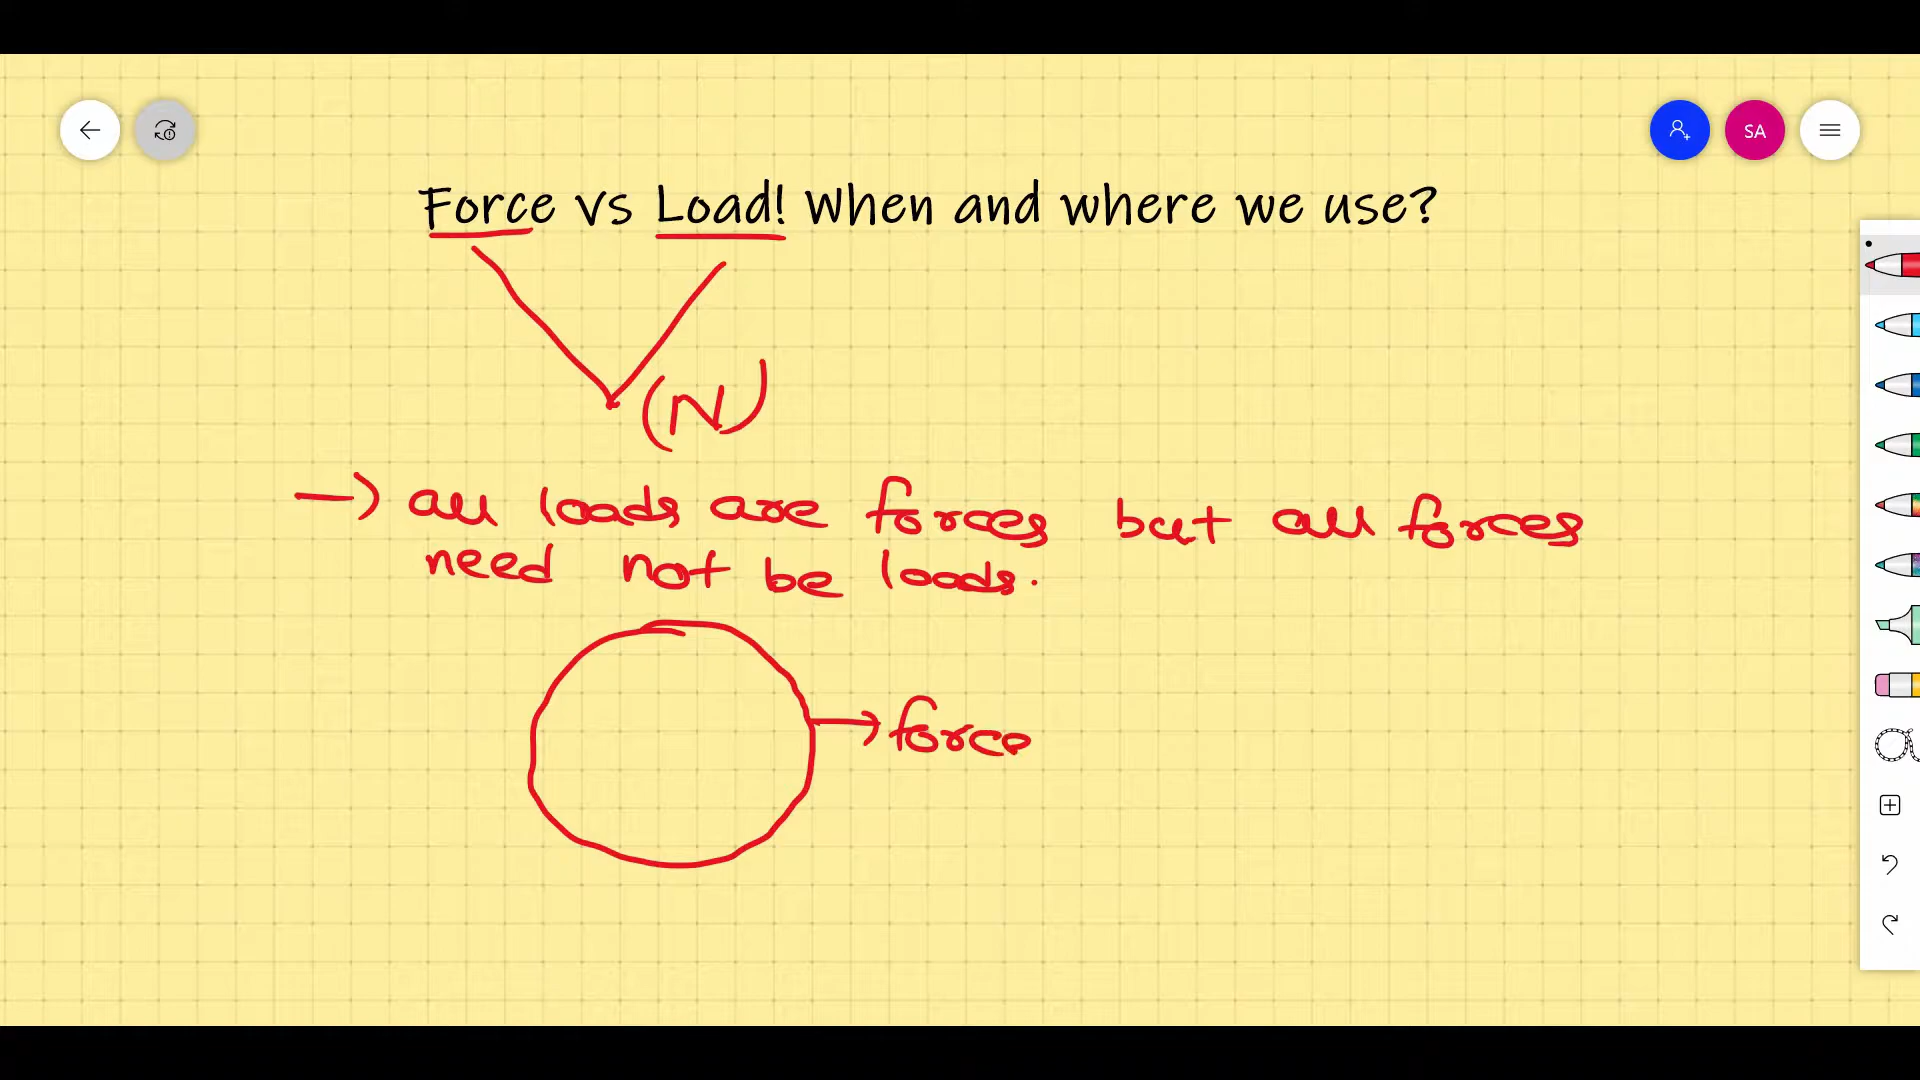 SA
Force vs Load! When and where we use?
(N)
→ all loads are forces but all forces
need not be loads.
→ force